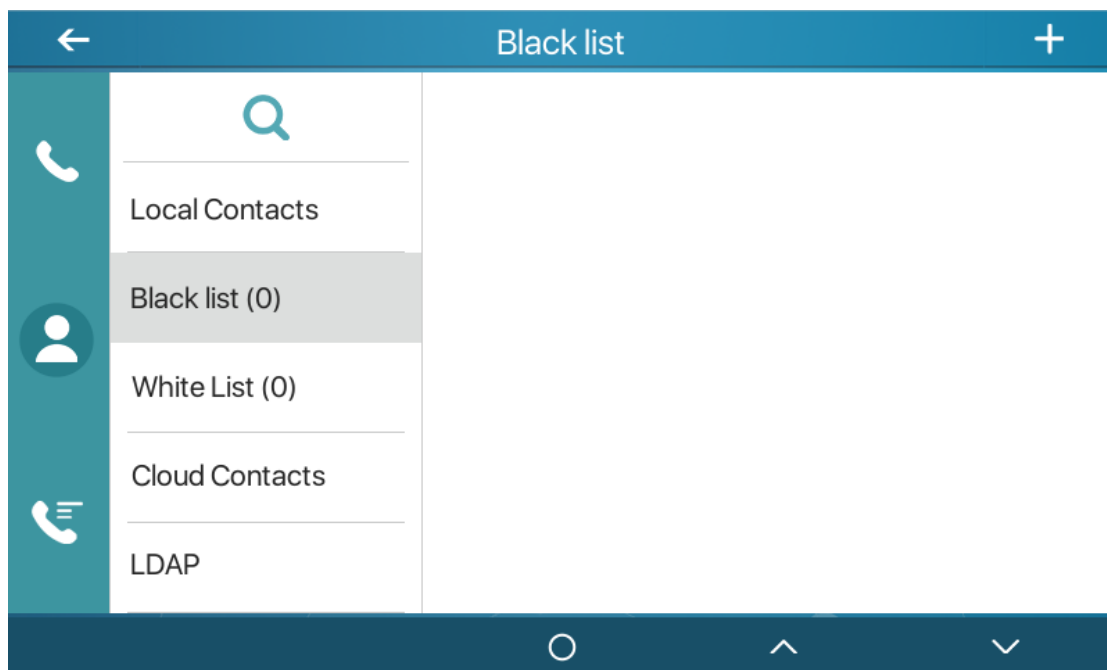 Black list
Local Contacts
Black list (0)
White List (0)
Cloud Contacts
LDAP